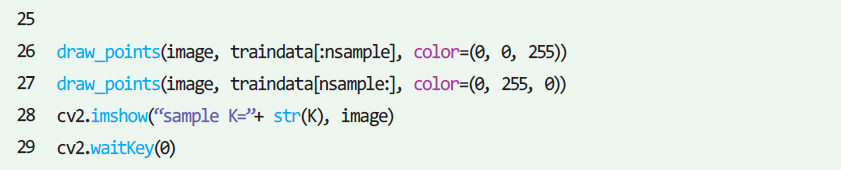 25
26 draw_points(image, traindata[:nsample], color=(0, 0, 255))
27 draw_points(image, traindata[nsample:], color=(0, 255, 0))
28 cv2.imshow(“sample K=”+ str(K), image)
29 cv2.waitKey(0)